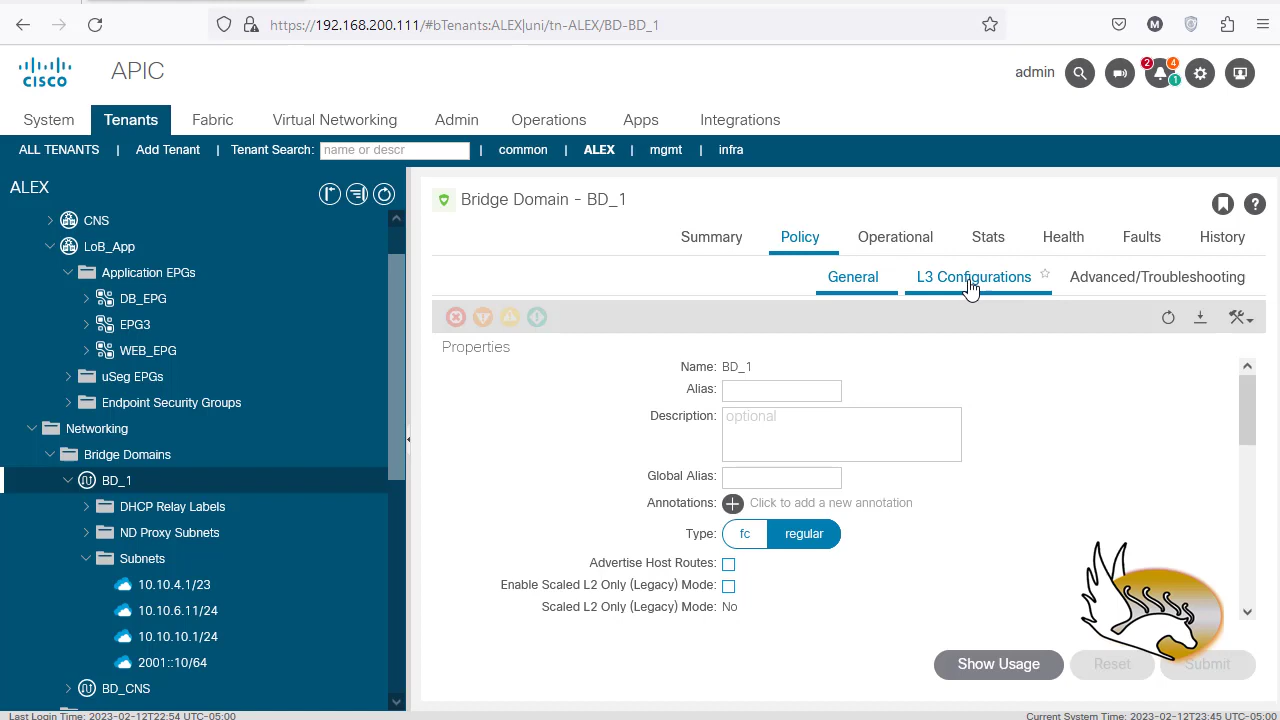 https://192.168.200.111/#bTenants:ALEX|uni/tn-ALEX/BD-BD_1
M
CISCO
APIC
admin
2
4
1
System
Tenants
Fabric
Virtual Networking
Admin
Operations
Apps
Integrations
ALL TENANTS | Add Tenant | Tenant Search: name or descr | common | ALEX | mgmt | infra
ALEX
CNS
LoB_App
Application EPGs
DB_EPG
EPG3
WEB_EPG
uSeg EPGs
Endpoint Security Groups
Networking
Bridge Domains
BD_1
DHCP Relay Labels
ND Proxy Subnets
Subnets
10.10.4.1/23
10.10.6.11/24
10.10.10.1/24
2001::10/64
BD_CNS
Bridge Domain - BD_1
Summary
Policy
Operational
Stats
Health
Faults
History
General
L3 Configurations
Advanced/Troubleshooting
Properties
Name: BD_1
Alias:
Description: optional
Global Alias:
Annotations: Click to add a new annotation
Type: fc regular
Advertise Host Routes:
Enable Scaled L2 Only (Legacy) Mode:
Scaled L2 Only (Legacy) Mode: No
Show Usage
Reset
Submit
Last Login Time: 2023-02-12T22:54 UTC-05:00
Current System Time: 2023-02-12T23:45 UTC-05:00